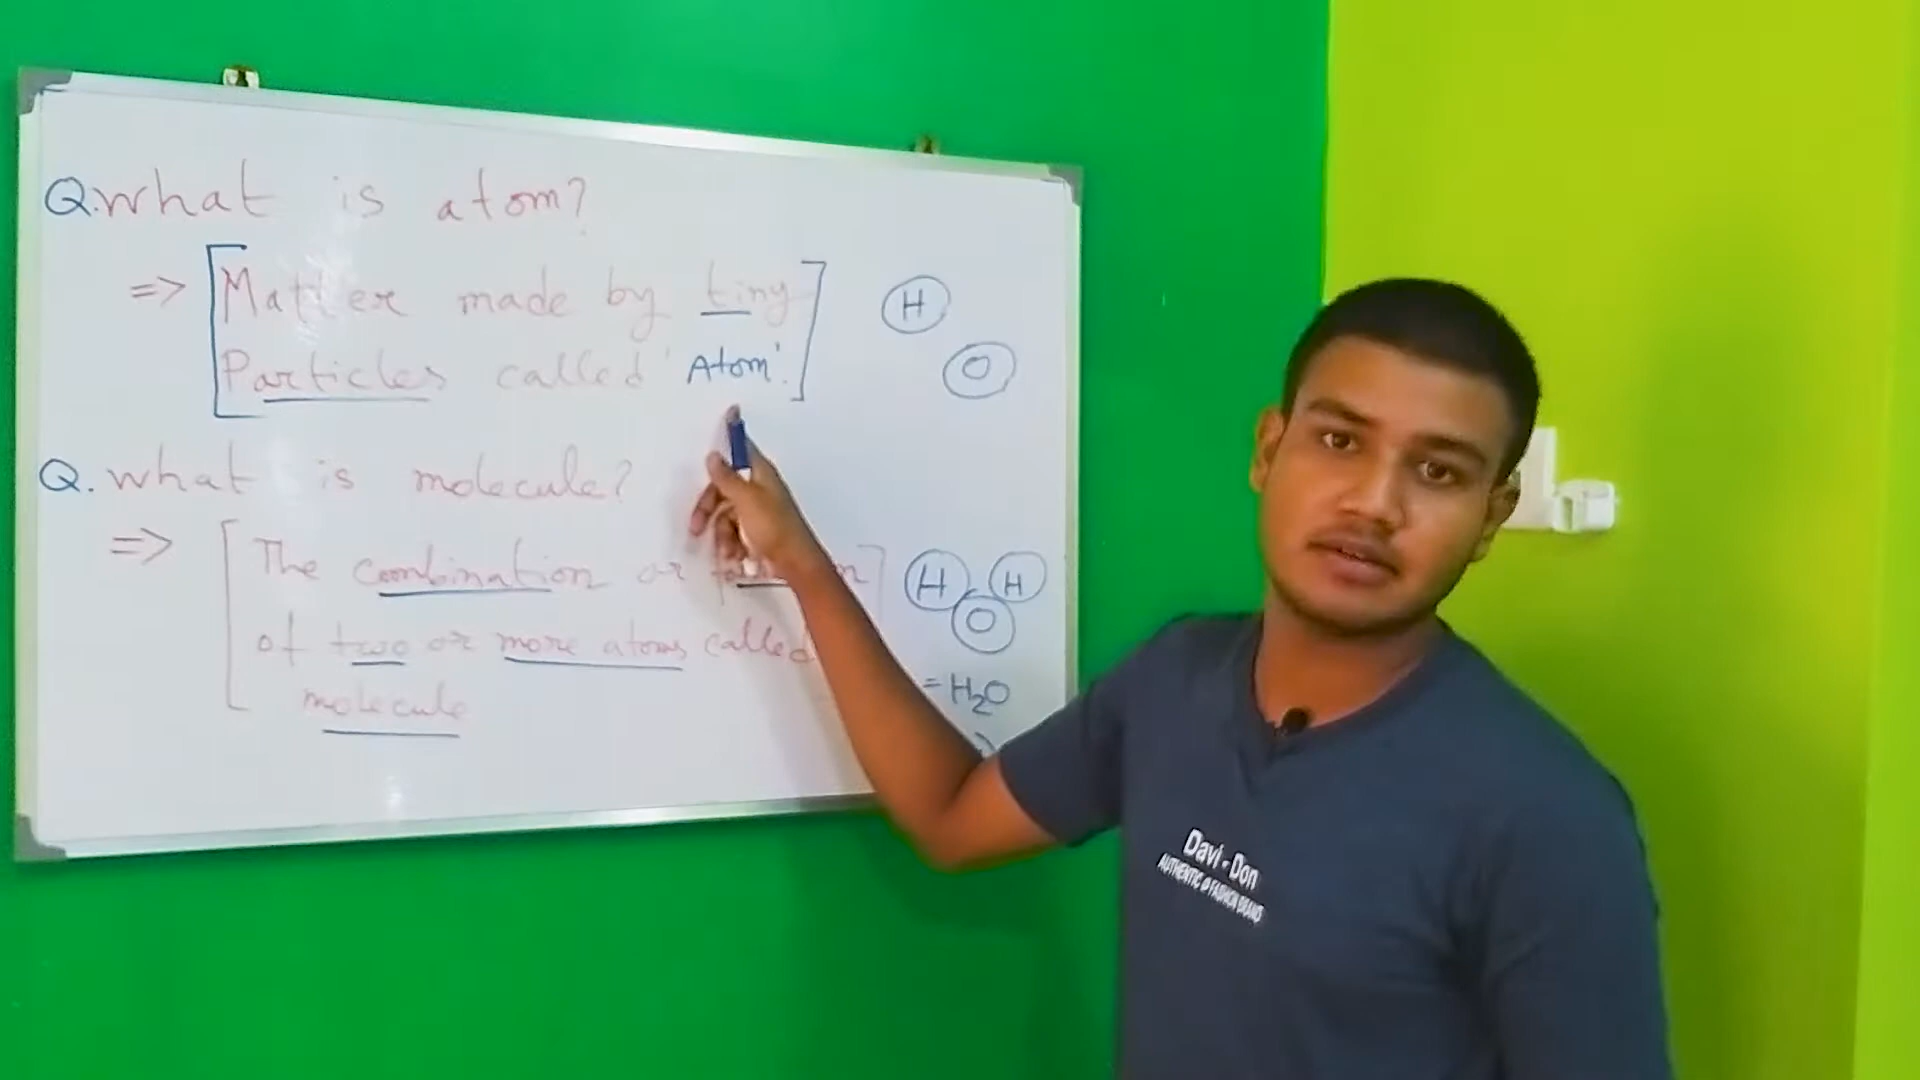 Q. What is atom?
=> [Matter made by tiny]
Particles called 'Atom'.
H
O
Q. What is molecule?
=> [The combination or
of two or more atoms called
molecule
H H
O
= H₂O
Davi - Don
AUTHENTIC & FASHION BRAND